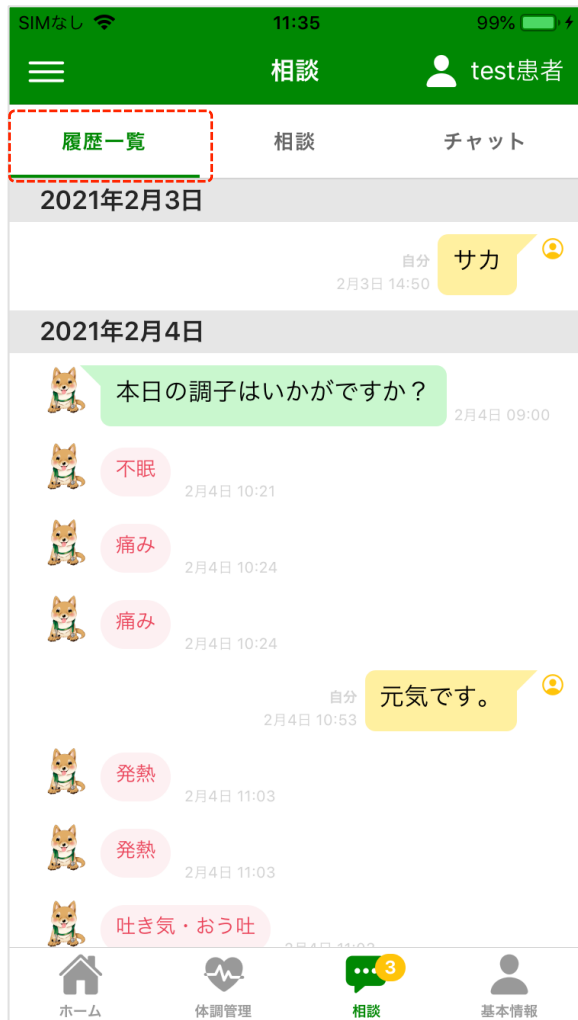 SIMなし 11:35 99%
相談 test患者
履歴一覧 相談 チャット
2021年2月3日
サカ
自分
2月3日 14:50
2021年2月4日
本日の調子はいかがですか？
2月4日 09:00
不眠
2月4日 10:21
痛み
2月4日 10:24
痛み
2月4日 10:24
元気です。
自分
2月4日 10:53
発熱
2月4日 11:03
発熱
2月4日 11:03
吐き気・おう吐
2月4日 11:03
3
ホーム 体調管理 相談 基本情報